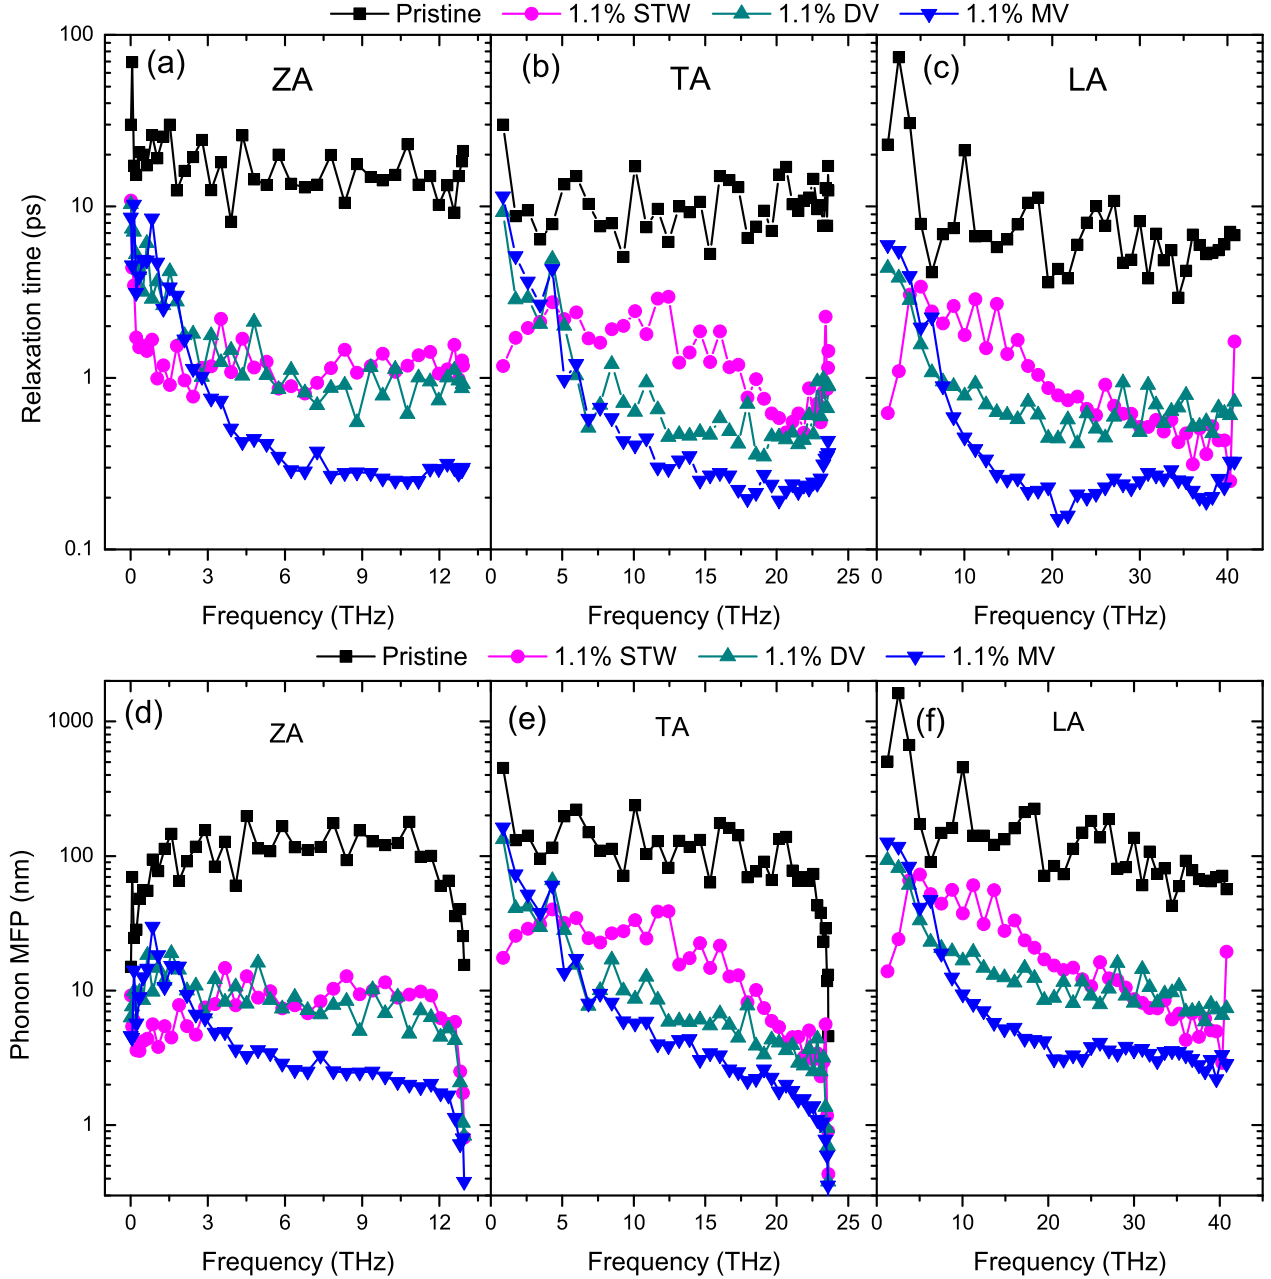 Pristine 1.1% STW 1.1% DV 1.1% MV
(a) ZA (b) TA (c) LA
100
10
1
0.1
Relaxation time (ps)
0 3 6 9 12 0 5 10 15 20 25 0 10 20 30 40
Frequency (THz) Frequency (THz) Frequency (THz)
Pristine 1.1% STW 1.1% DV 1.1% MV
(d) ZA (e) TA (f) LA
1000
100
10
1
Phonon MFP (nm)
0 3 6 9 12 0 5 10 15 20 25 0 10 20 30 40
Frequency (THz) Frequency (THz) Frequency (THz)